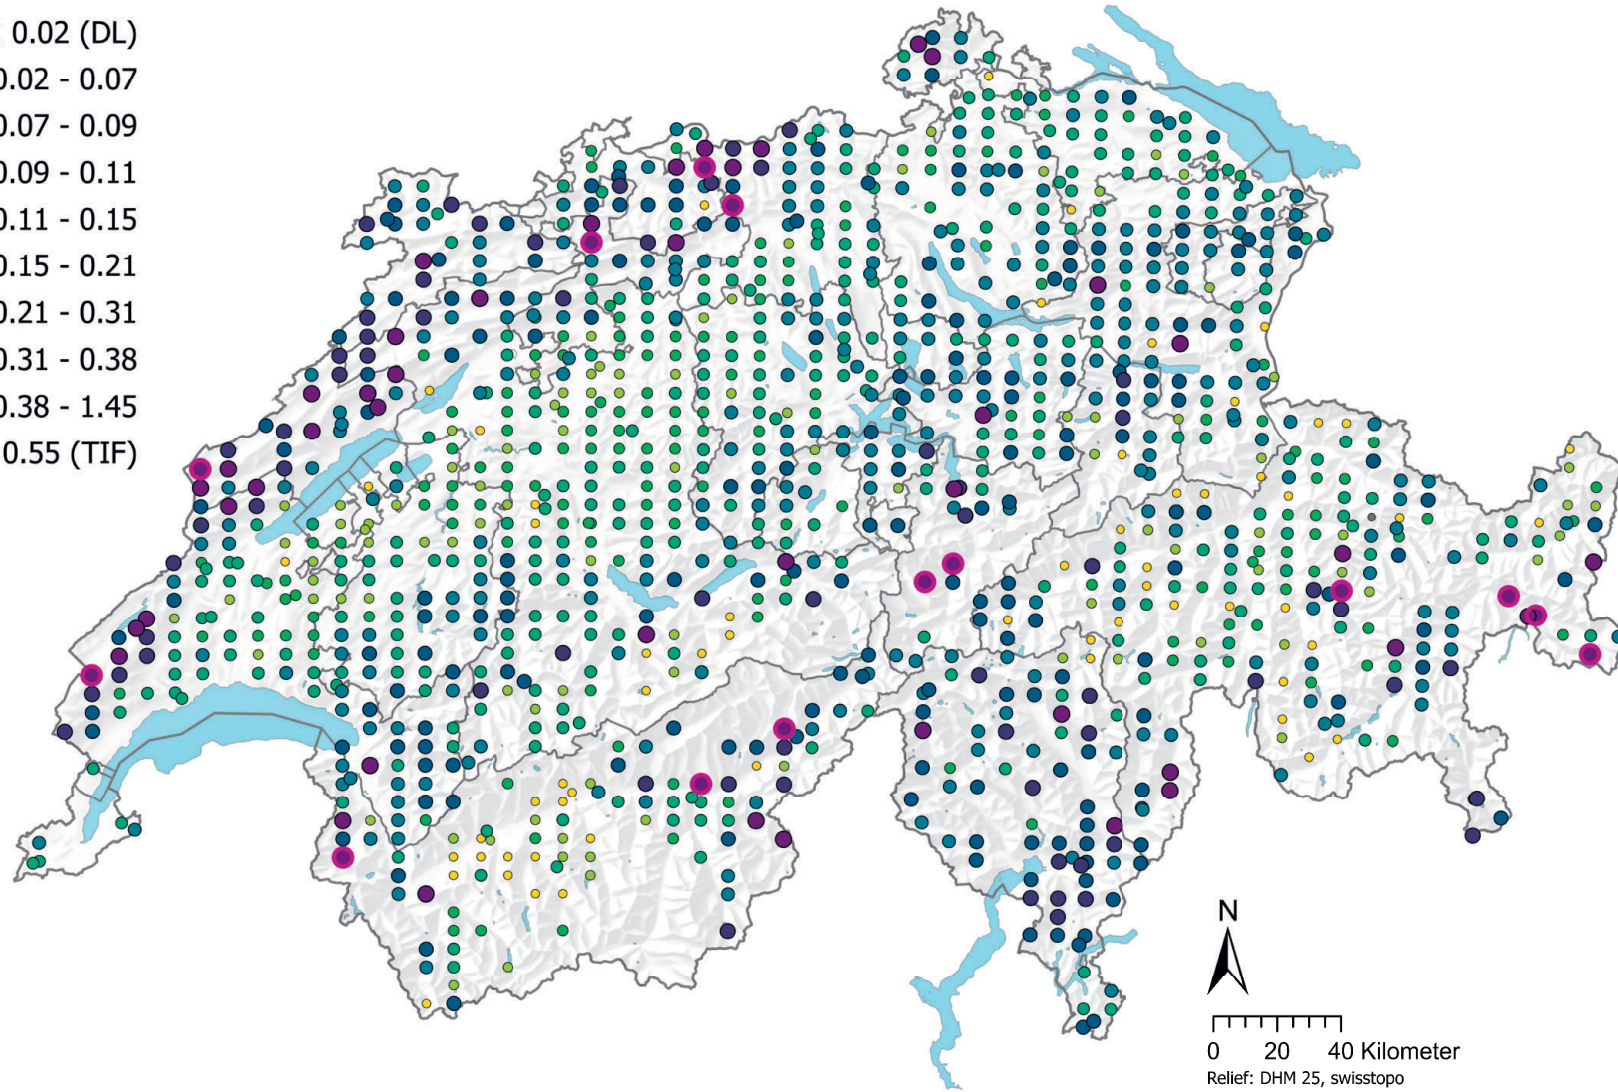 0.02 (DL)
0.02 - 0.07
0.07 - 0.09
0.09 - 0.11
0.11 - 0.15
0.15 - 0.21
0.21 - 0.31
0.31 - 0.38
0.38 - 1.45
0.55 (TIF)
N
0 20 40 Kilometer
Relief: DHM 25, swisstopo